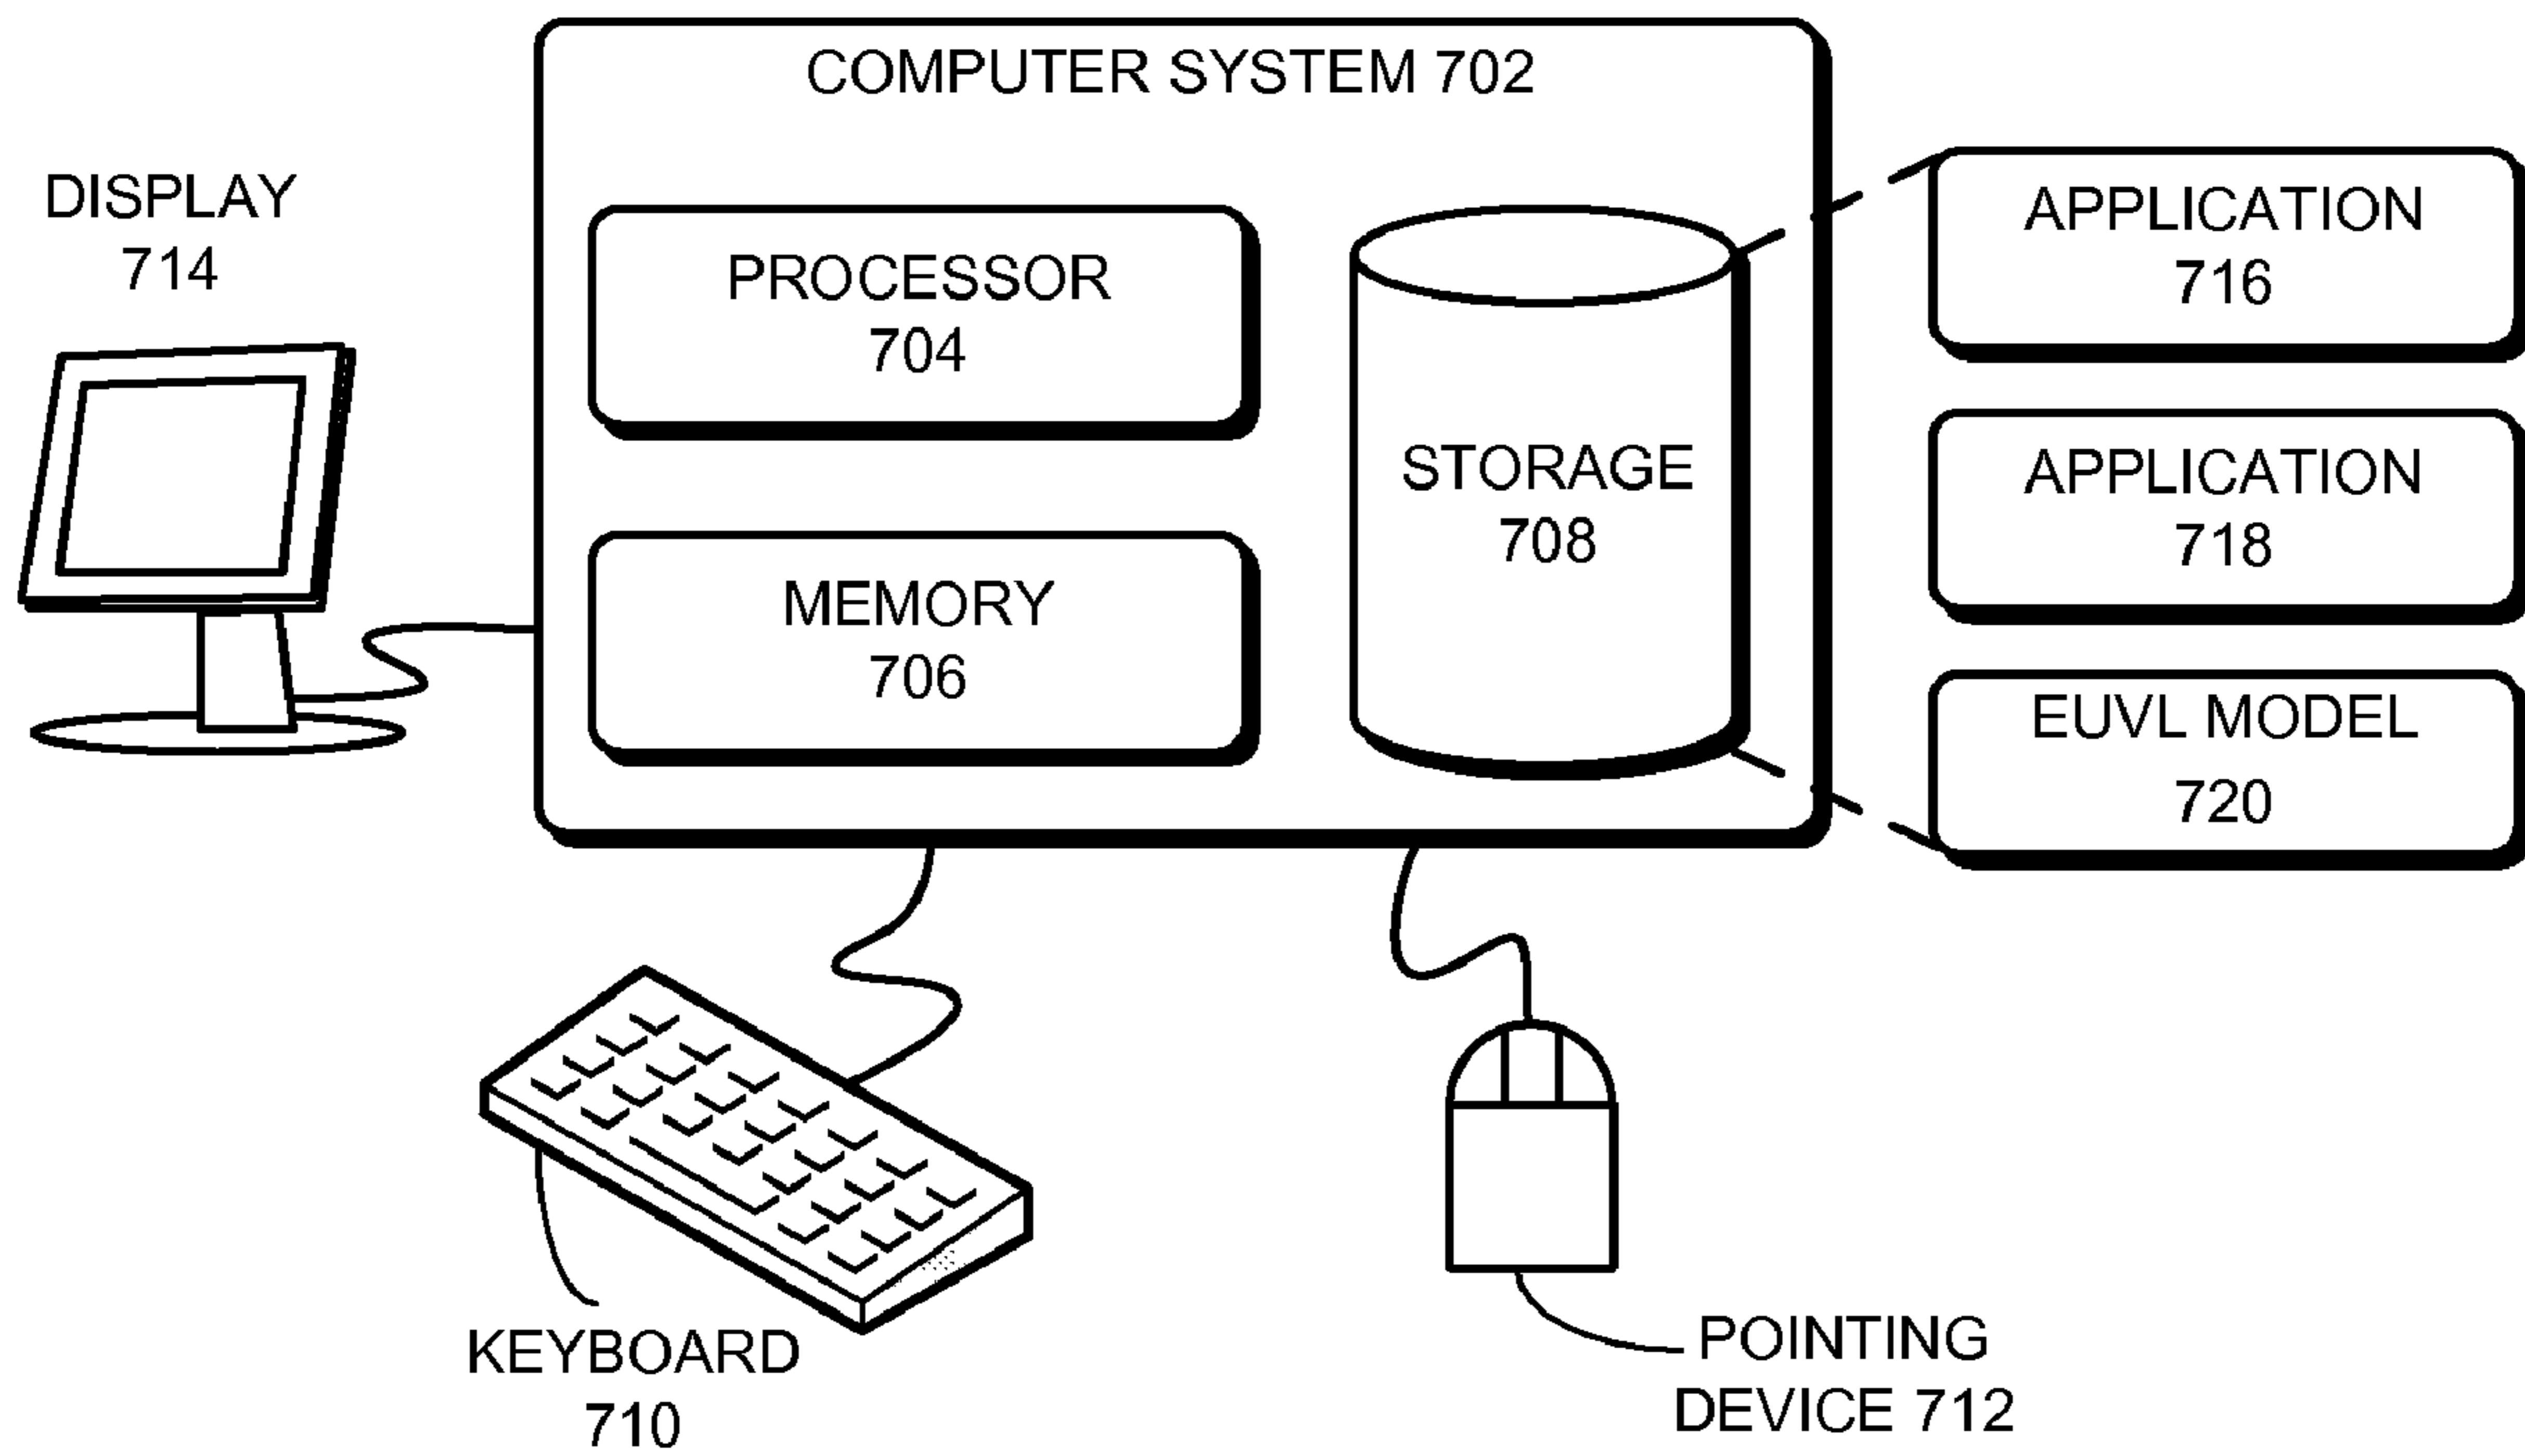 COMPUTER SYSTEM 702
DISPLAY
714
PROCESSOR
704
MEMORY
706
STORAGE
708
APPLICATION
716
APPLICATION
718
EUVL MODEL
720
KEYBOARD
710
POINTING
DEVICE 712